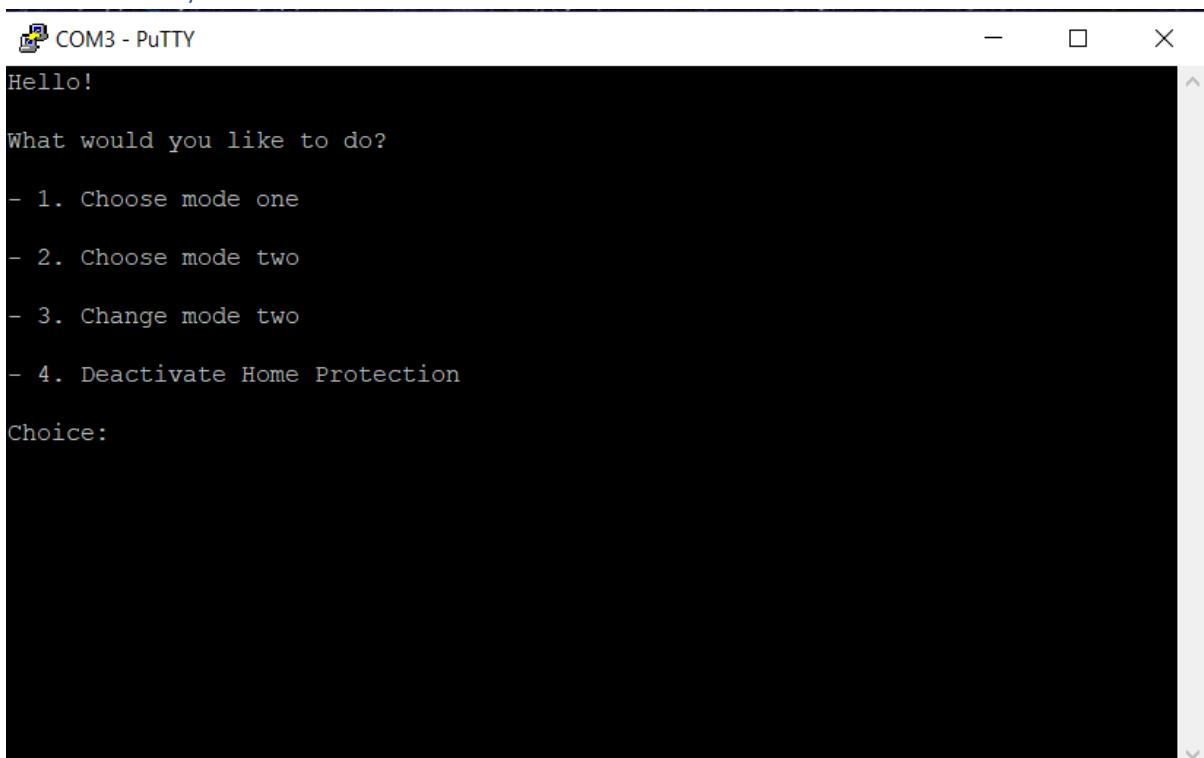 COM3 - PuTTY
Hello!
What would you like to do?
- 1. Choose mode one
- 2. Choose mode two
- 3. Change mode two
- 4. Deactivate Home Protection
Choice: